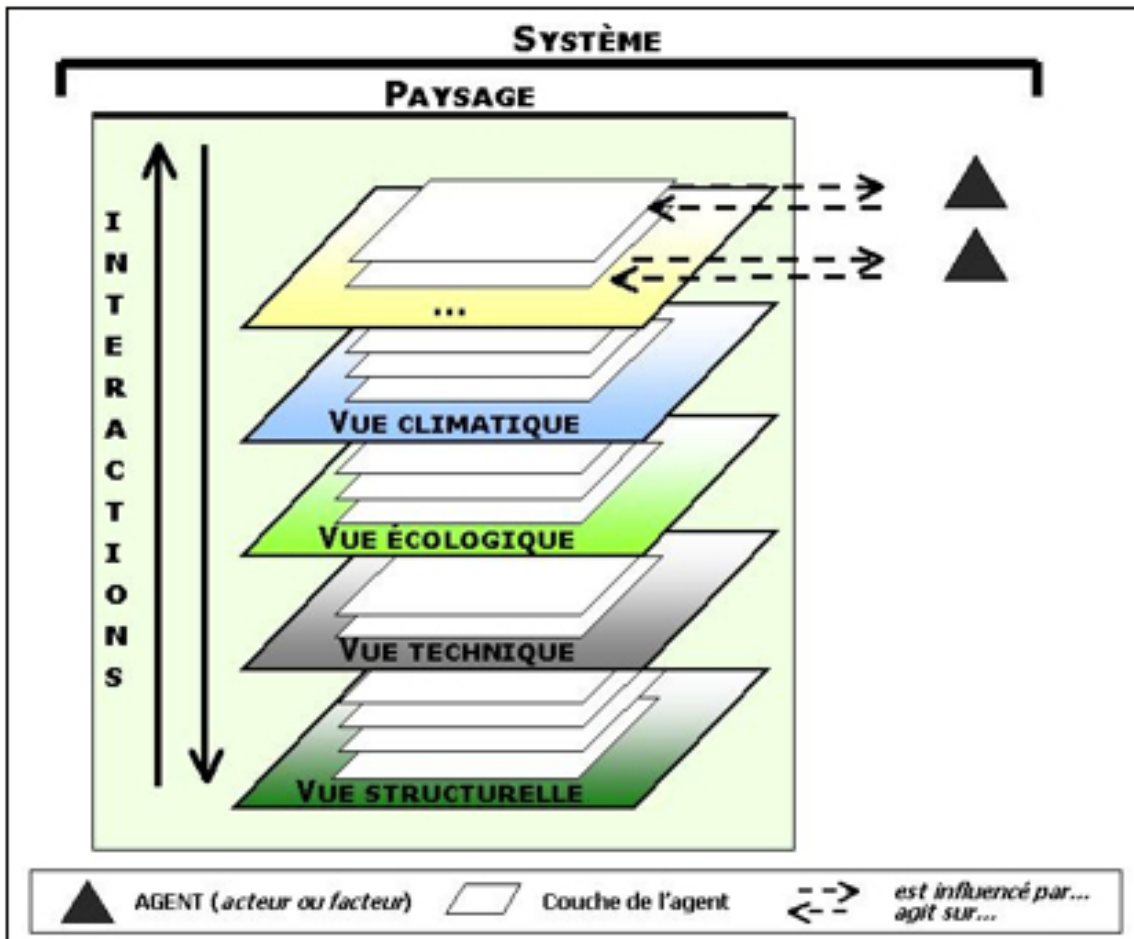 SYSTÈME
PAYSAGE
INTERACTIONS
...
VUE CLIMATIQUE
VUE ÉCOLOGIQUE
VUE TECHNIQUE
VUE STRUCTURELLE
AGENT (acteur ou facteur)
Couche de l'agent
est influencé par...
agit sur...